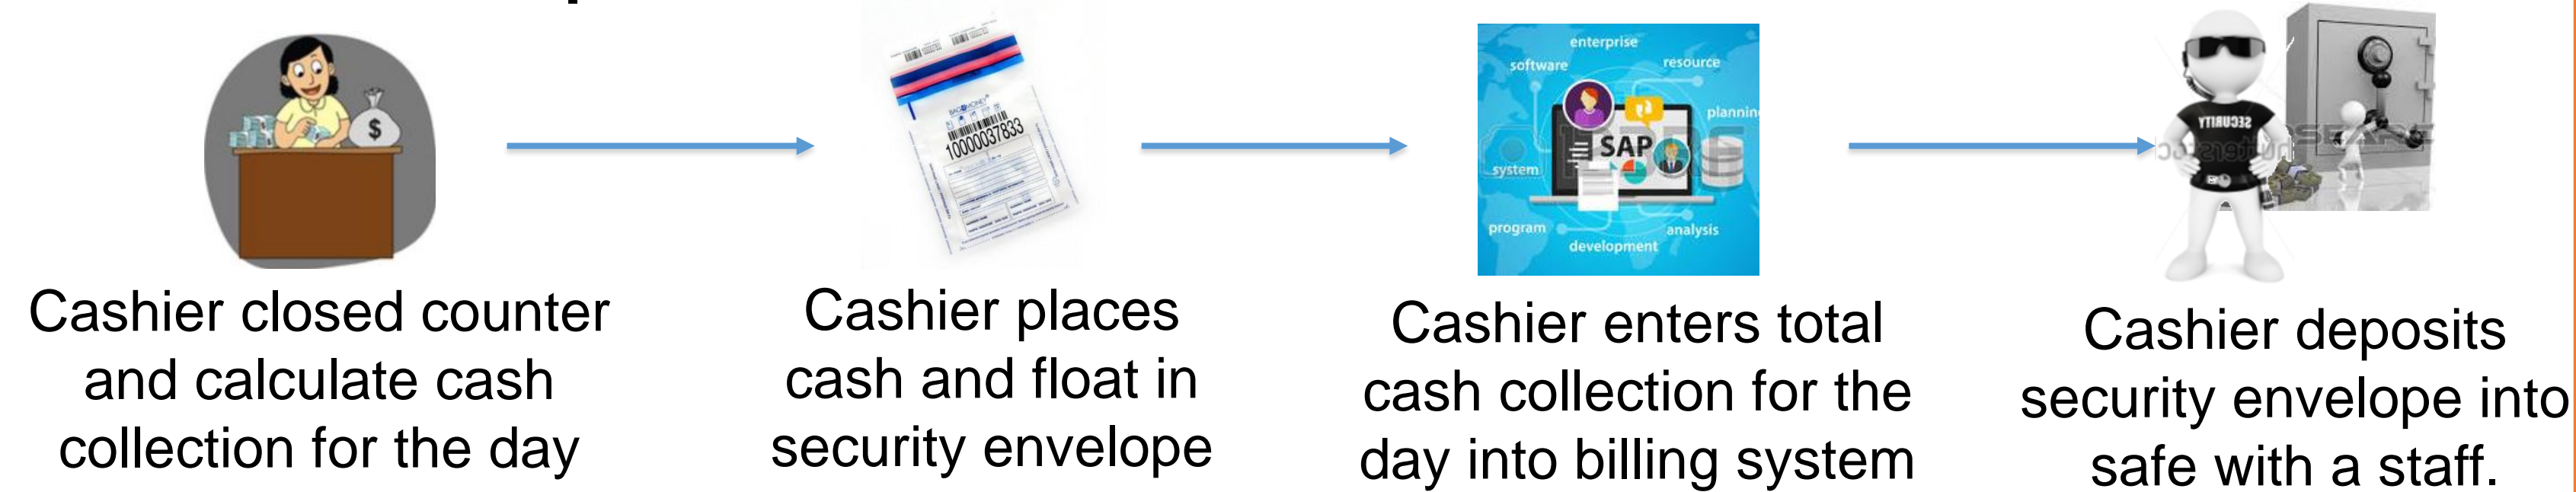 enterprise
software
resource
plannin
SAP
system
program
analysis
development
BAG2MONEY
10000037833
$
SECURITY
Cashier closed counter
and calculate cash
collection for the day
Cashier places
cash and float in
security envelope
Cashier enters total
cash collection for the
day into billing system
Cashier deposits
security envelope into
safe with a staff.